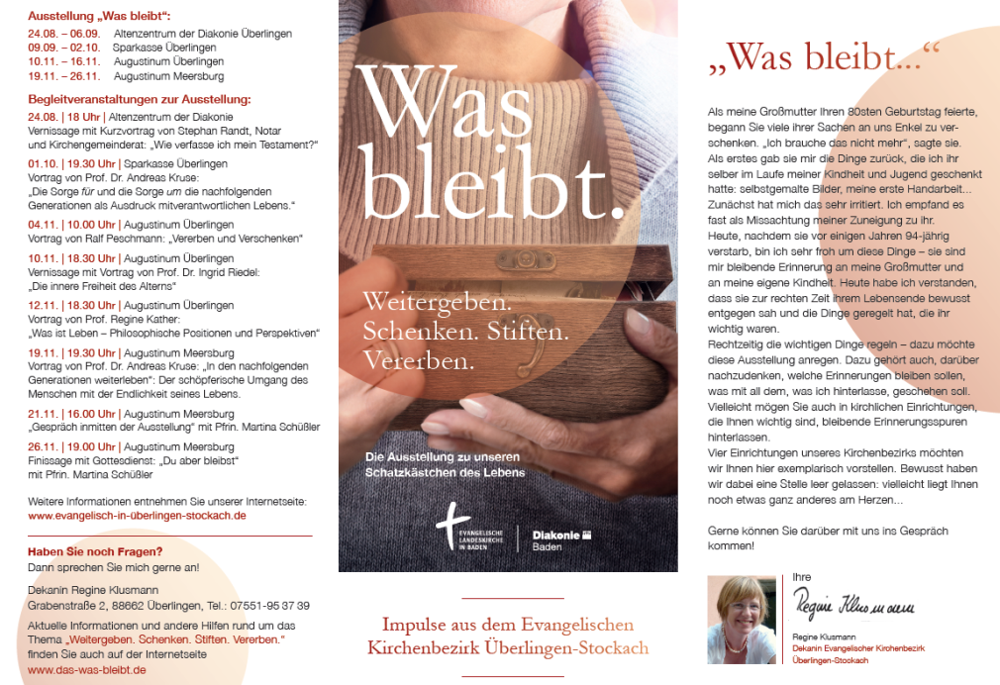 Ausstellung „Was bleibt“:
24.08. – 06.09. Altenzentrum der Diakonie Überlingen
09.09. – 02.10. Sparkasse Überlingen
10.11. – 16.11. Augustinum Überlingen
19.11. – 26.11. Augustinum Meersburg
Begleitveranstaltungen zur Ausstellung:
24.08. | 18 Uhr | Altenzentrum der Diakonie
Vernissage mit Kurzvortrag von Stephan Randt, Notar
und Kirchengemeinderat: „Wie verfasse ich mein Testament?“
01.10. | 19.30 Uhr | Sparkasse Überlingen
Vortrag von Prof. Dr. Andreas Kruse:
„Die Sorge für und die Sorge um die nachfolgenden
Generationen als Ausdruck mitverantwortlichen Lebens.“
04.11. | 10.00 Uhr | Augustinum Überlingen
Vortrag von Ralf Peschmann: „Vererben und Verschenken“
10.11. | 18.30 Uhr | Augustinum Überlingen
Vernissage mit Vortrag von Prof. Dr. Ingrid Riedel:
„Die innere Freiheit des Alterns“
12.11. | 18.30 Uhr | Augustinum Überlingen
Vortrag von Prof. Regine Kather:
„Was ist Leben – Philosophische Positionen und Perspektiven“
19.11. | 19.30 Uhr | Augustinum Meersburg
Vortrag von Prof. Dr. Andreas Kruse: „In den nachfolgenden
Generationen weiterleben“: Der schöpferische Umgang des
Menschen mit der Endlichkeit seines Lebens.
21.11. | 16.00 Uhr | Augustinum Meersburg
„Gespräch inmitten der Ausstellung“ mit Pfrin. Martina Schüßler
26.11. | 19.00 Uhr | Augustinum Meersburg
Finissage mit Gottesdienst: „Du aber bleibst“
mit Pfrin. Martina Schüßler
Weitere Informationen entnehmen Sie unserer Internetseite:
www.evangelisch-in-überlingen-stockach.de
Haben Sie noch Fragen?
Dann sprechen Sie mich gerne an!
Dekanin Regine Klusmann
Grabenstraße 2, 88662 Überlingen, Tel.: 07551-95 37 39
Aktuelle Informationen und andere Hilfen rund um das
Thema „Weitergeben. Schenken. Stiften. Vererben.“
finden Sie auch auf der Internetseite
www.das-was-bleibt.de
Was
bleibt.
Weitergeben.
Schenken. Stiften.
Vererben.
Die Ausstellung zu unseren
Schatzkästchen des Lebens
EVANGELISCHE
LANDESKIRCHE
IN BADEN
Diakonie
Baden
Impulse aus dem Evangelischen
Kirchenbezirk Überlingen-Stockach
„Was bleibt...“
Als meine Großmutter Ihren 80sten Geburtstag feierte,
begann Sie viele ihrer Sachen an uns Enkel zu ver-
schenken. „Ich brauche das nicht mehr“, sagte sie.
Als erstes gab sie mir die Dinge zurück, die ich ihr
selber im Laufe meiner Kindheit und Jugend geschenkt
hatte: selbstgemalte Bilder, meine erste Handarbeit...
Zunächst hat mich das sehr irritiert. Ich empfand es
fast als Missachtung meiner Zuneigung zu ihr.
Heute, nachdem sie vor einigen Jahren 94-jährig
verstarb, bin ich sehr froh um diese Dinge – sie sind
mir bleibende Erinnerung an meine Großmutter und
an meine eigene Kindheit. Heute habe ich verstanden,
dass sie zur rechten Zeit ihrem Lebensende bewusst
entgegen sah und die Dinge geregelt hat, die ihr
wichtig waren.
Rechtzeitig die wichtigen Dinge regeln – dazu möchte
diese Ausstellung anregen. Dazu gehört auch, darüber
nachzudenken, welche Erinnerungen bleiben sollen,
was mit all dem, was ich hinterlasse, geschehen soll.
Vielleicht mögen Sie auch in kirchlichen Einrichtungen,
die Ihnen wichtig sind, bleibende Erinnerungsspuren
hinterlassen.
Vier Einrichtungen unseres Kirchenbezirks möchten
wir Ihnen hier exemplarisch vorstellen. Bewusst haben
wir dabei eine Stelle leer gelassen: vielleicht liegt Ihnen
noch etwas ganz anderes am Herzen...
Gerne können Sie darüber mit uns ins Gespräch
kommen!
Ihre
Regine Klusmann
Regine Klusmann
Dekanin Evangelischer Kirchenbezirk
Überlingen-Stockach